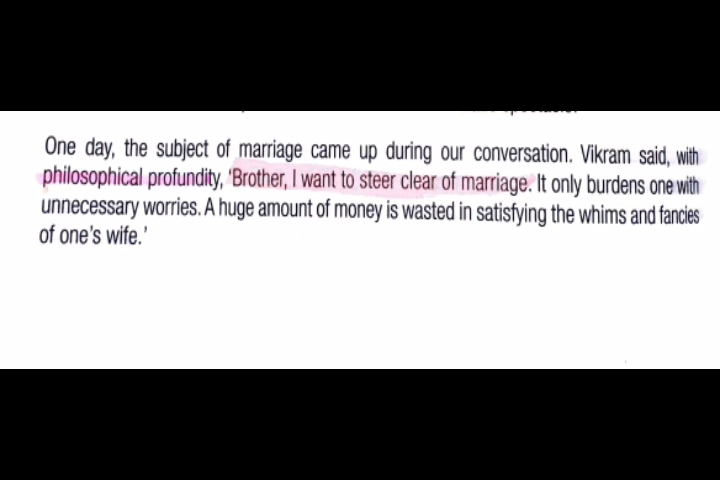 One day, the subject of marriage came up during our conversation. Vikram said, with
philosophical profundity, ‘Brother, I want to steer clear of marriage. It only burdens one with
unnecessary worries. A huge amount of money is wasted in satisfying the whims and fancies
of one’s wife.’